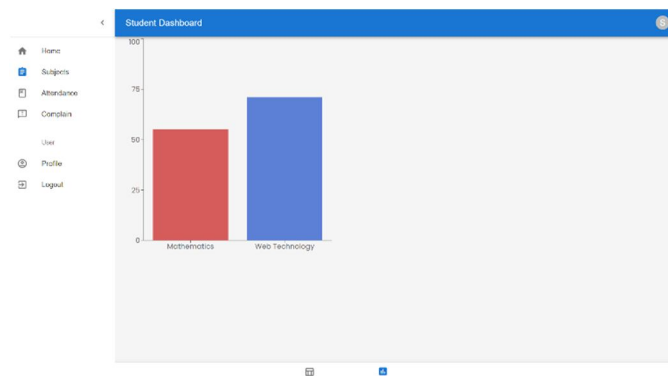 Student Dashboard
S
Home
Subjects
Attendance
Complain
User
Profile
Logout
100
75
50
25
0
Mathematics
Web Technology